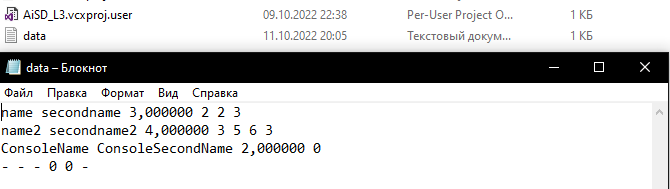 AiSD_L3.vcxproj.user 09.10.2022 22:38 Per-User Project O... 1 КБ
data 11.10.2022 20:05 Текстовый докум... 1 КБ
data – Блокнот
Файл Правка Формат Вид Справка
name secondname 3,000000 2 2 3
name2 secondname2 4,000000 3 5 6 3
ConsoleName ConsoleSecondName 2,000000 0
- - - 0 0 -